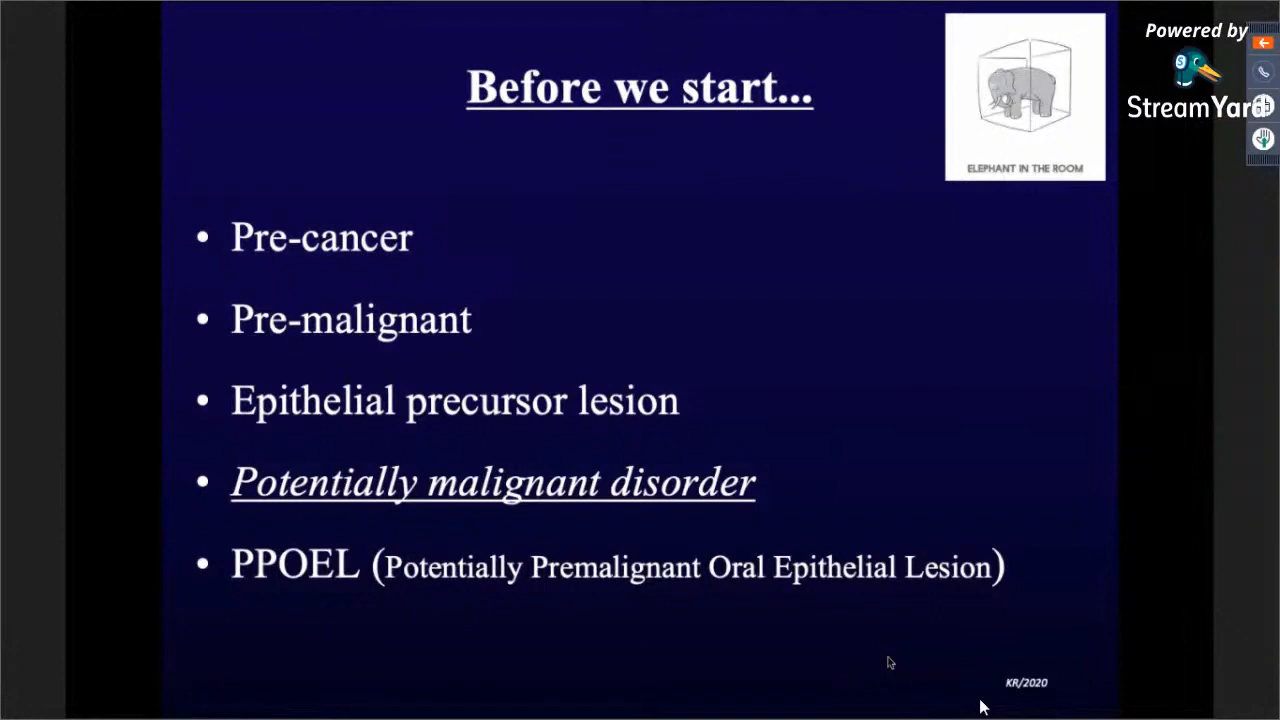 Before we start...
ELEPHANT IN THE ROOM
Powered by
S
StreamYard
• Pre-cancer
• Pre-malignant
• Epithelial precursor lesion
• Potentially malignant disorder
• PPOEL (Potentially Premalignant Oral Epithelial Lesion)
KR/2020